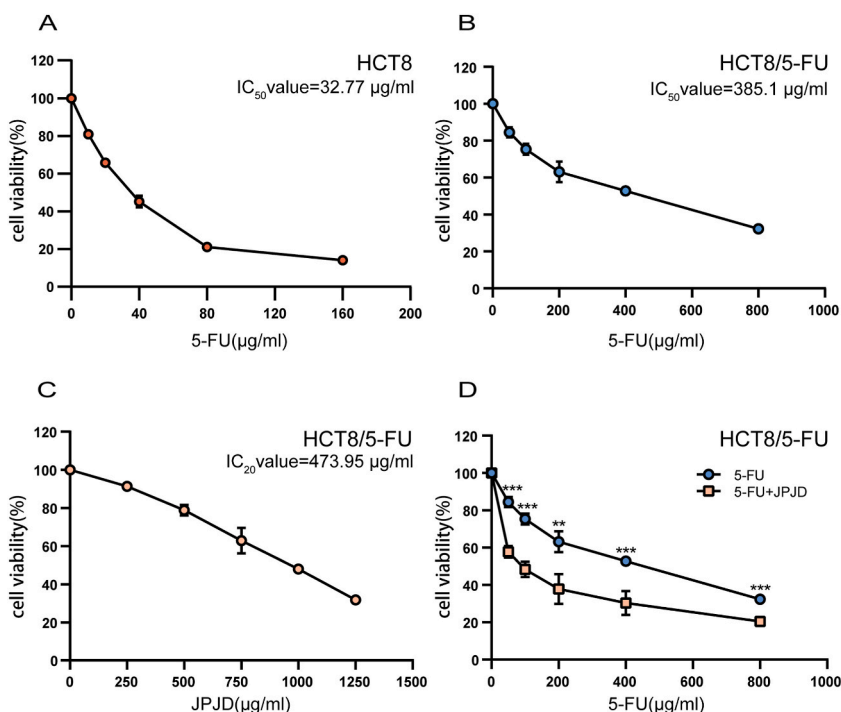 A
HCT8
IC50value=32.77 µg/ml
cell viability(%)
120
100
80
60
40
20
0
0 40 80 120 160 200
5-FU(µg/ml)
B
HCT8/5-FU
IC50value=385.1 µg/ml
cell viability(%)
120
100
80
60
40
20
0
0 200 400 600 800 1000
5-FU(µg/ml)
C
HCT8/5-FU
IC20value=473.95 µg/ml
cell viability(%)
120
100
80
60
40
20
0
0 250 500 750 1000 1250 1500
JPJD(µg/ml)
D
HCT8/5-FU
5-FU
5-FU+JPJD
cell viability(%)
120
100
80
60
40
20
0
***
***
**
***
***
0 200 400 600 800 1000
5-FU(µg/ml)